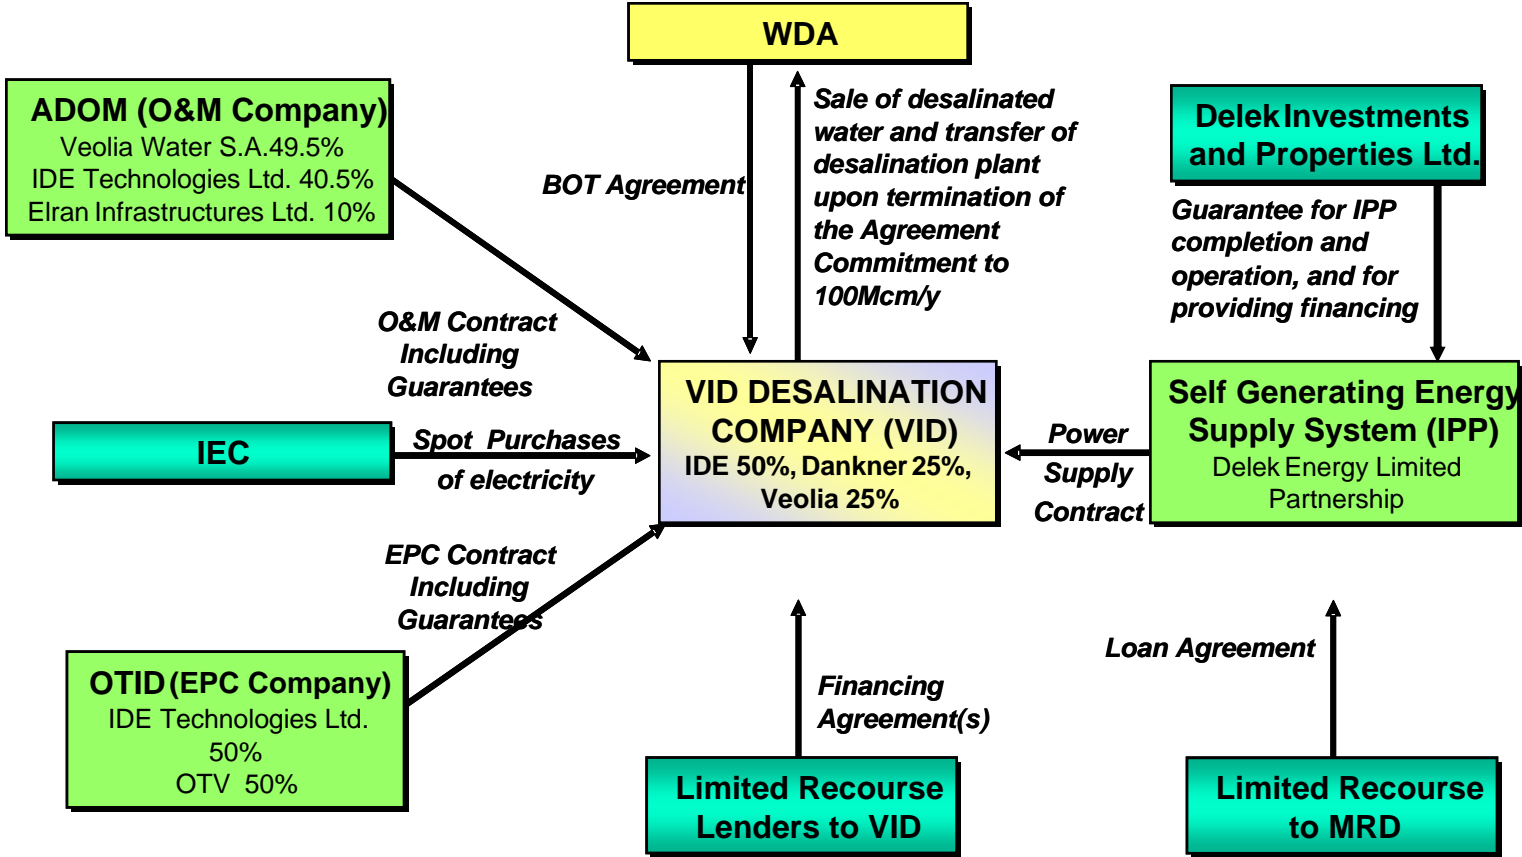 WDA
ADOM (O&M Company)
Veolia Water S.A.49.5%
IDE Technologies Ltd. 40.5%
Elran Infrastructures Ltd. 10%
BOT Agreement
Sale of desalinated
water and transfer of
desalination plant
upon termination of
the Agreement
Commitment to
100Mcm/y
Delek Investments
and Properties Ltd.
Guarantee for IPP
completion and
operation, and for
providing financing
O&M Contract
Including
Guarantees
IEC
Spot Purchases
of electricity
VID DESALINATION
COMPANY (VID)
IDE 50%, Dankner 25%,
Veolia 25%
Power
Supply
Contract
Self Generating Energy
Supply System (IPP)
Delek Energy Limited
Partnership
EPC Contract
Including
Guarantees
OTID (EPC Company)
IDE Technologies Ltd.
50%
OTV 50%
Financing
Agreement(s)
Loan Agreement
Limited Recourse
Lenders to VID
Limited Recourse
to MRD